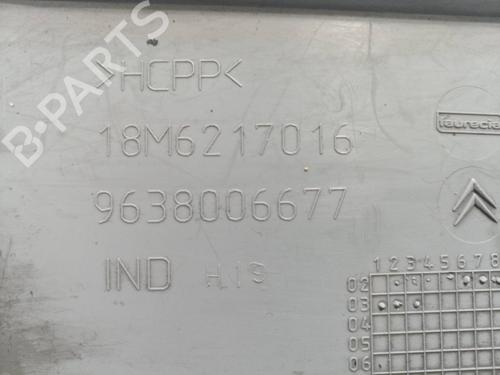 >HCPP<
18M6217016
9638006677
IND H19
faurecia
1 2 3 4 5 6 7 8
02
03
04
05
06
B-PARTS